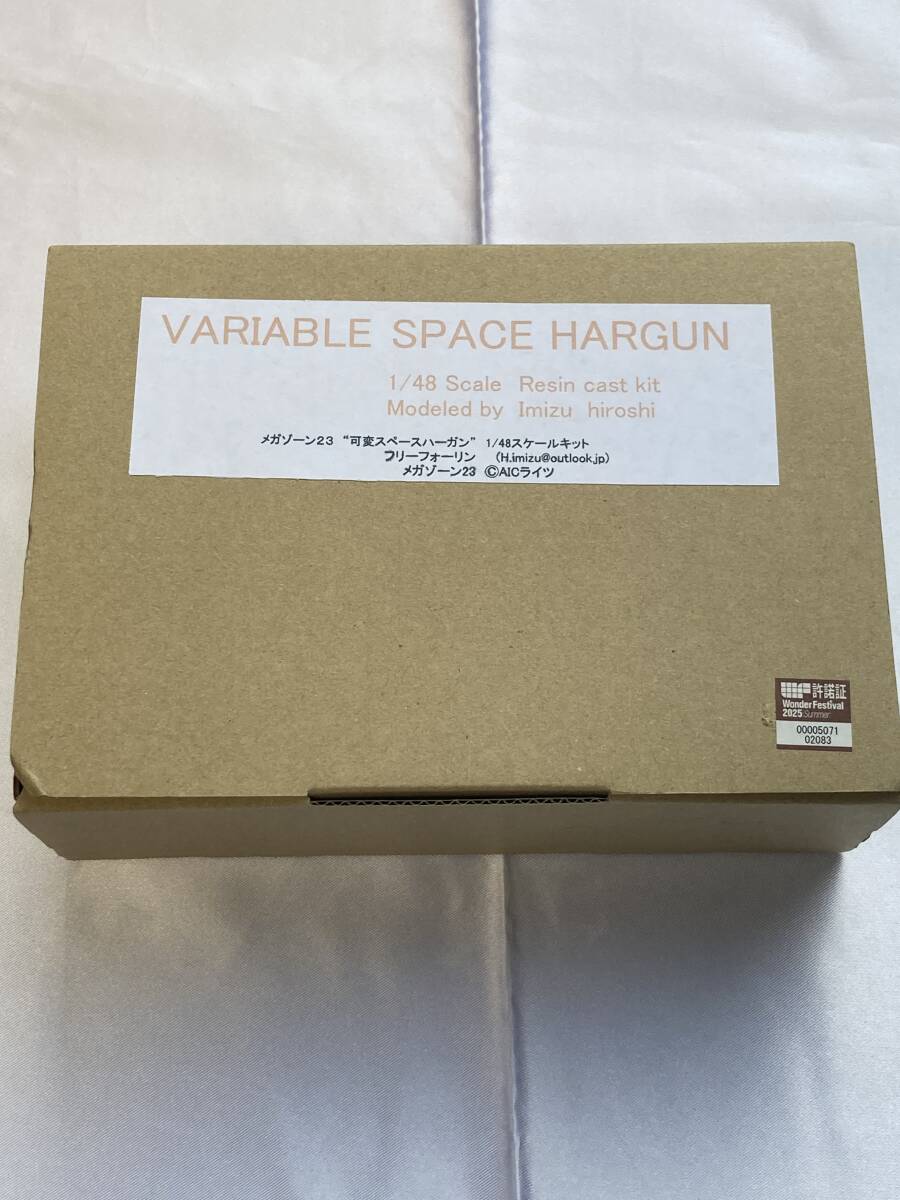 VARIABLE SPACE HARGUN
1/48 Scale Resin cast kit
Modeled by Imizu hiroshi
メガゾーン２３ “可変スペースハーガン” 1/48スケールキット
フリーフォーリン （H.imizu@outlook.jp）
メガゾーン23 ©AICライツ
WF 許諾証
Wonder Festival
2025 Summer
00005071
02083